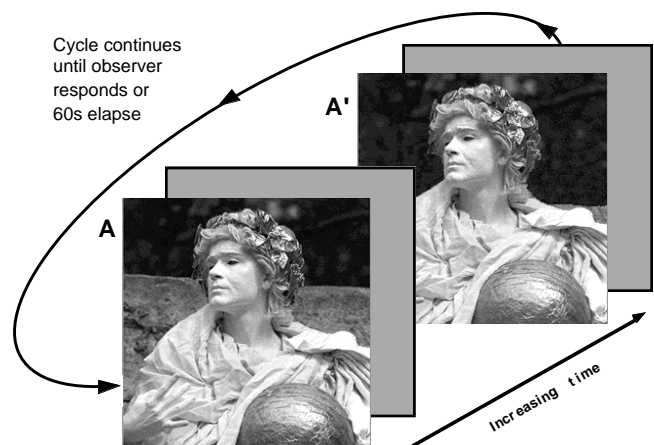 Cycle continues
until observer
responds or
60s elapse
A'
A
Increasing time